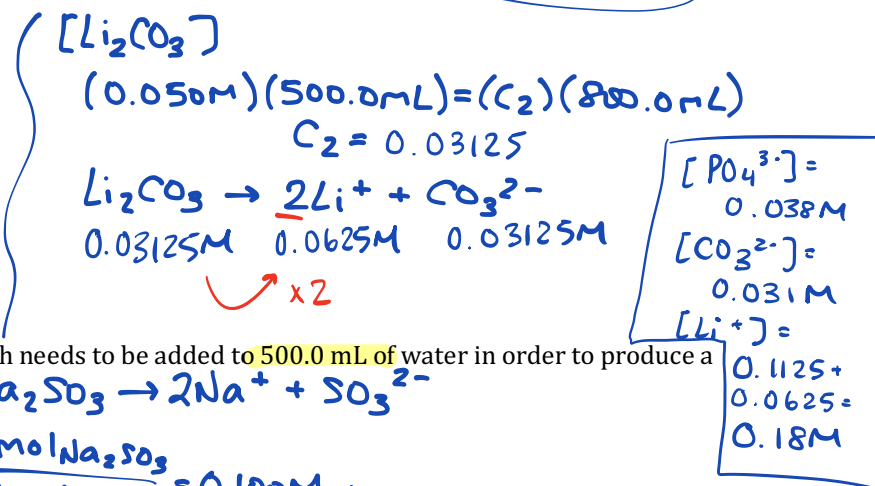 [Li₂CO₃]
(0.050M)(500.0mL)=(C₂)(800.0mL)
C₂ = 0.03125
Li₂CO₃ → 2Li⁺ + CO₃²⁻
0.03125M 0.0625M 0.03125M
x2
[PO₄³⁻]=
0.038M
[CO₃²⁻]=
0.031M
[Li⁺]=
0.1125+
0.0625=
0.18M
h needs to be added to 500.0 mL of water in order to produce a
a₂SO₃ → 2Na⁺ + SO₃²⁻
molNa₂SO₃